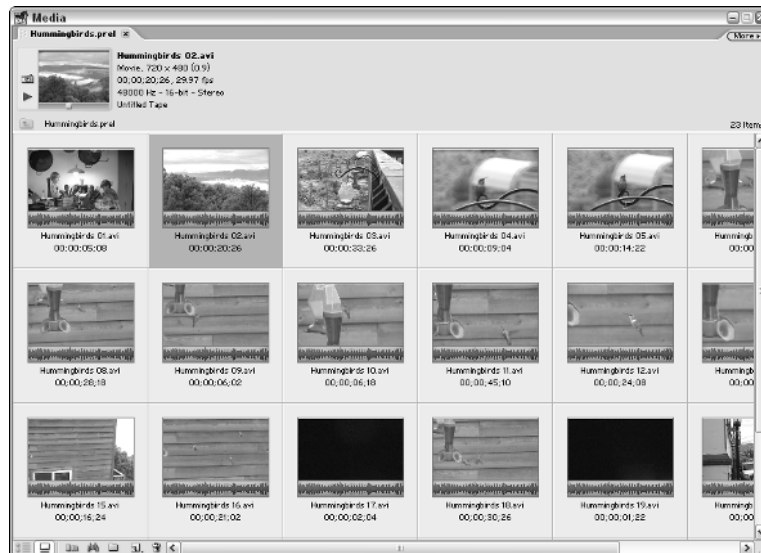 Media
Hummingbirds.prel
More
Hummingbirds 02.avi
Movie, 720 x 480 (0.9)
00;00;20;26, 29.97 fps
48000 Hz - 16-bit - Stereo
Untitled Tape
Hummingbirds.prel
23 Items
Hummingbirds 01.avi
00;00;05;08
Hummingbirds 02.avi
00;00;20;26
Hummingbirds 03.avi
00;00;33;26
Hummingbirds 04.avi
00;00;09;04
Hummingbirds 05.avi
00;00;14;22
Hummingb
00;00
Hummingbirds 08.avi
00;00;28;18
Hummingbirds 09.avi
00;00;06;02
Hummingbirds 10.avi
00;00;06;18
Hummingbirds 11.avi
00;00;45;10
Hummingbirds 12.avi
00;00;24;08
Hummingb
00;00
Hummingbirds 15.avi
00;00;16;24
Hummingbirds 16.avi
00;00;21;02
Hummingbirds 17.avi
00;00;02;04
Hummingbirds 18.avi
00;00;30;26
Hummingbirds 19.avi
00;00;01;22
Hummingb
00;00